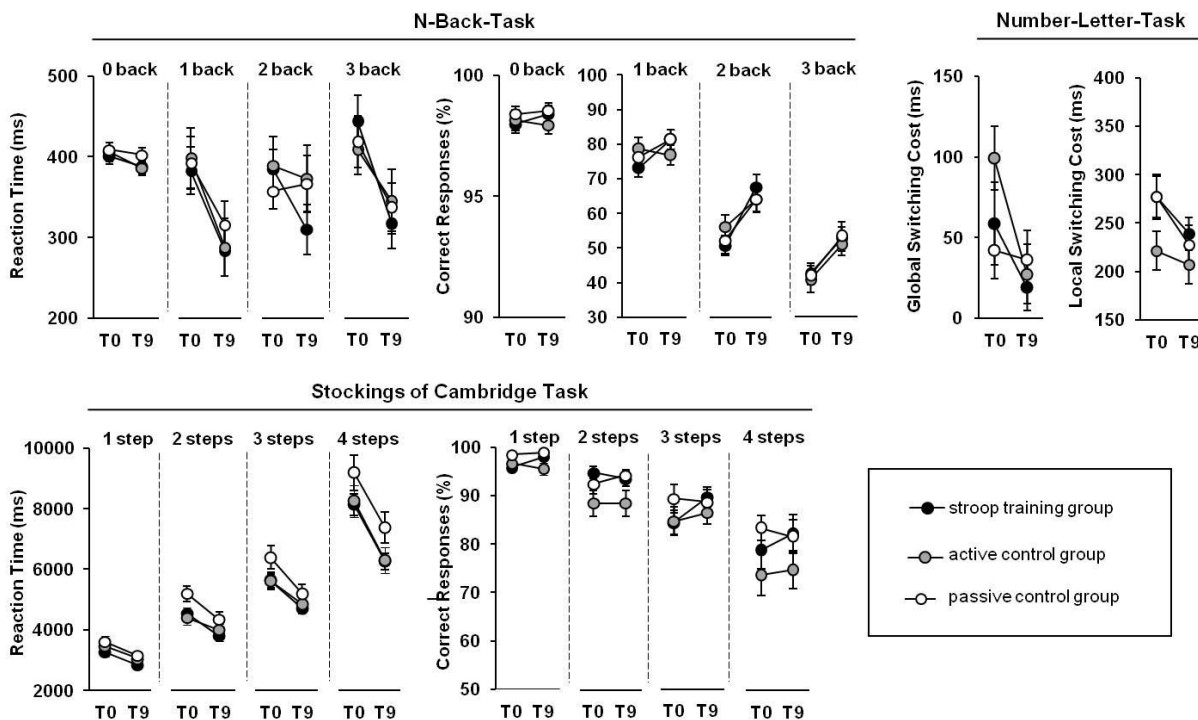 N-Back-Task
Number-Letter-Task
0 back 1 back 2 back 3 back
Reaction Time (ms)
500
400
300
200
T0 T9 T0 T9 T0 T9 T0 T9
0 back 1 back 2 back 3 back
Correct Responses (%)
100
95
90
100
90
80
70
60
50
40
30
T0 T9 T0 T9 T0 T9 T0 T9
Global Switching Cost (ms)
150
100
50
0
T0 T9
Local Switching Cost (ms)
400
350
300
250
200
150
T0 T9
Stockings of Cambridge Task
1 step 2 steps 3 steps 4 steps
Reaction Time (ms)
10000
8000
6000
4000
2000
T0 T9 T0 T9 T0 T9 T0 T9
1 step 2 steps 3 steps 4 steps
Correct Responses (%)
100
90
80
70
60
50
T0 T9 T0 T9 T0 T9 T0 T9
stroop training group
active control group
passive control group